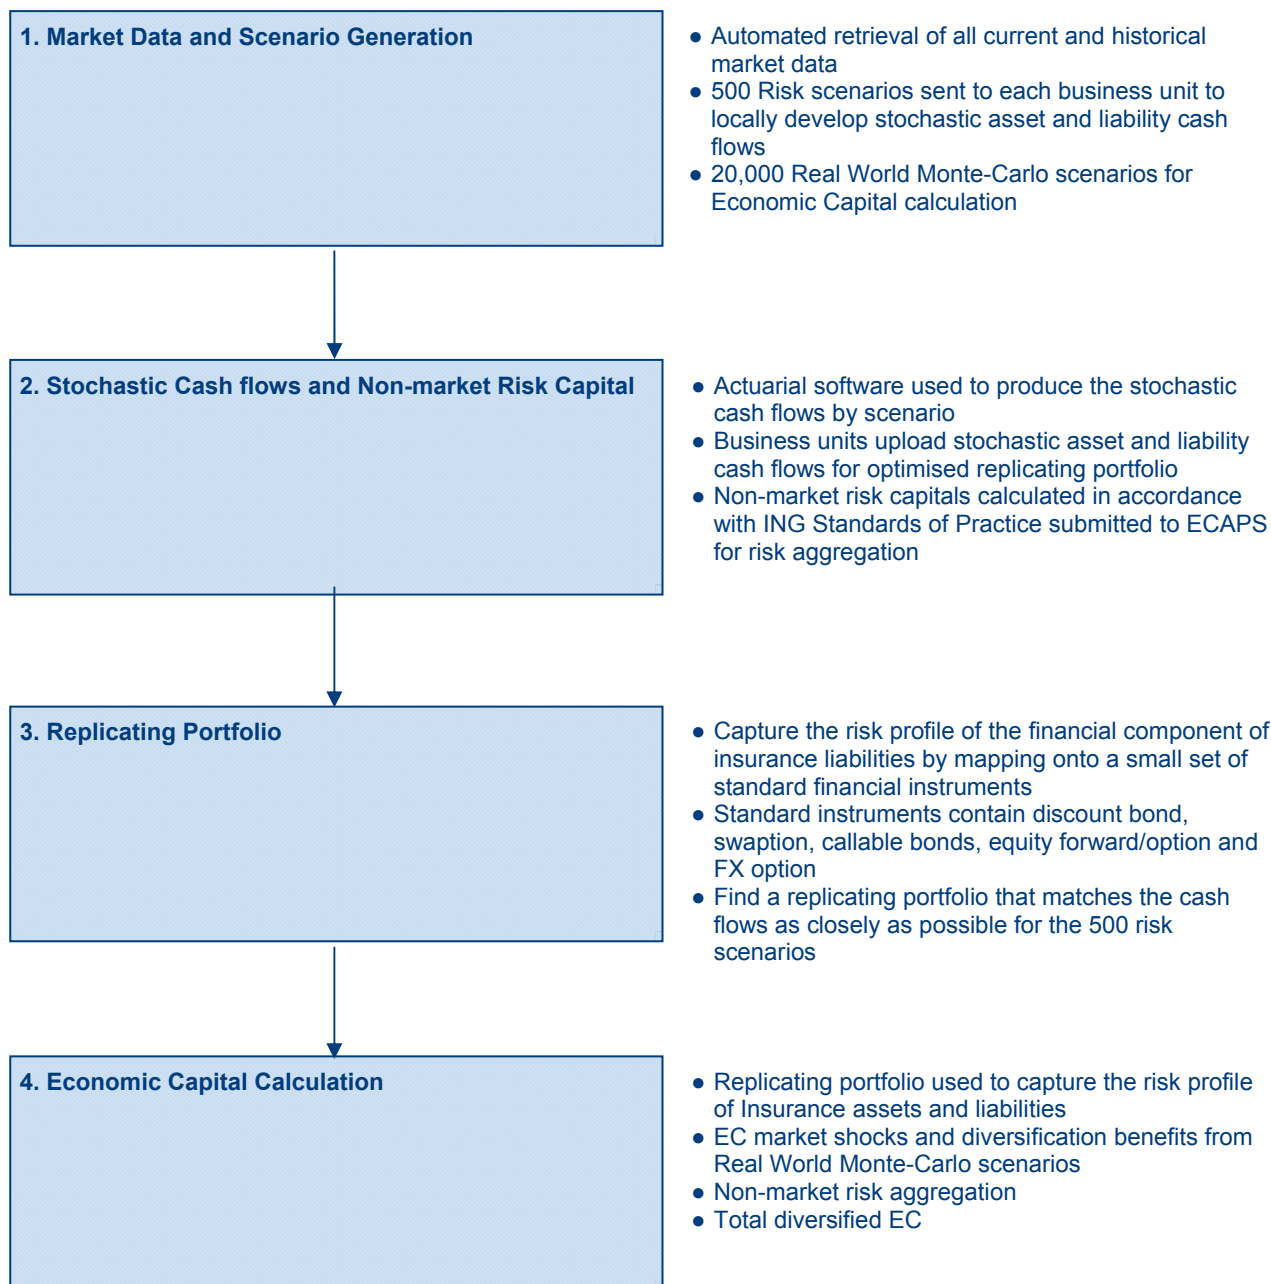 1. Market Data and Scenario Generation
● Automated retrieval of all current and historical
market data
● 500 Risk scenarios sent to each business unit to
locally develop stochastic asset and liability cash
flows
● 20,000 Real World Monte-Carlo scenarios for
Economic Capital calculation
2. Stochastic Cash flows and Non-market Risk Capital
● Actuarial software used to produce the stochastic
cash flows by scenario
● Business units upload stochastic asset and liability
cash flows for optimised replicating portfolio
● Non-market risk capitals calculated in accordance
with ING Standards of Practice submitted to ECAPS
for risk aggregation
3. Replicating Portfolio
● Capture the risk profile of the financial component of
insurance liabilities by mapping onto a small set of
standard financial instruments
● Standard instruments contain discount bond,
swaption, callable bonds, equity forward/option and
FX option
● Find a replicating portfolio that matches the cash
flows as closely as possible for the 500 risk
scenarios
4. Economic Capital Calculation
● Replicating portfolio used to capture the risk profile
of Insurance assets and liabilities
● EC market shocks and diversification benefits from
Real World Monte-Carlo scenarios
● Non-market risk aggregation
● Total diversified EC